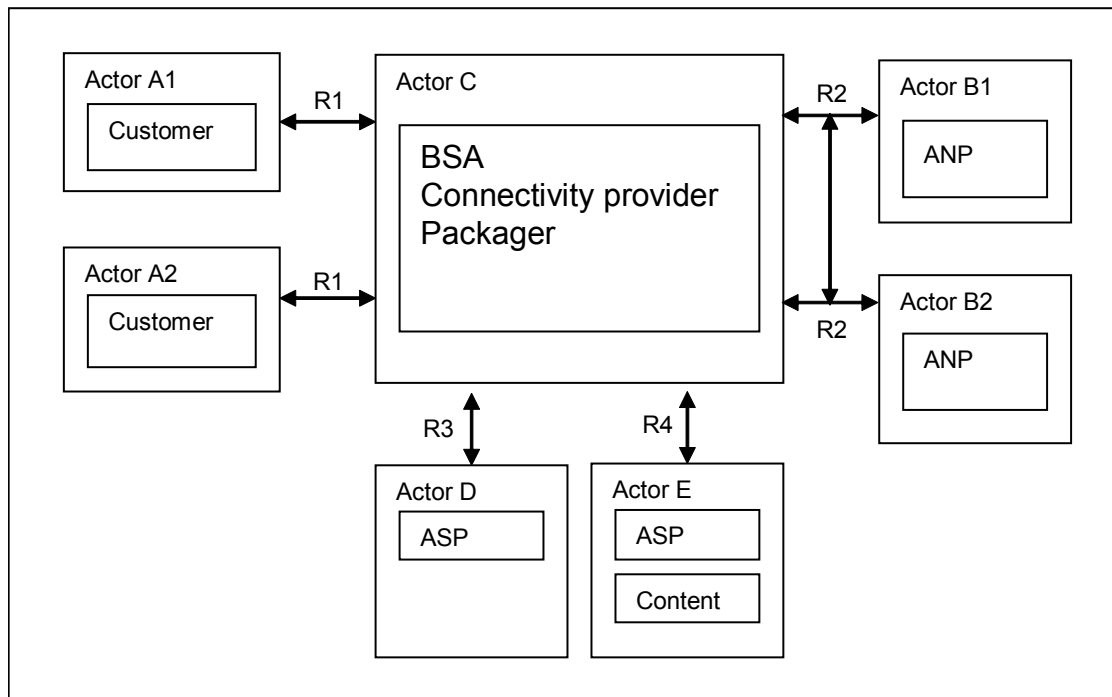 Actor A1
Customer
R1
Actor C
BSA
Connectivity provider
Packager
R2
Actor B1
ANP
Actor A2
Customer
R1
R2
Actor B2
ANP
R3
R4
Actor D
ASP
Actor E
ASP
Content